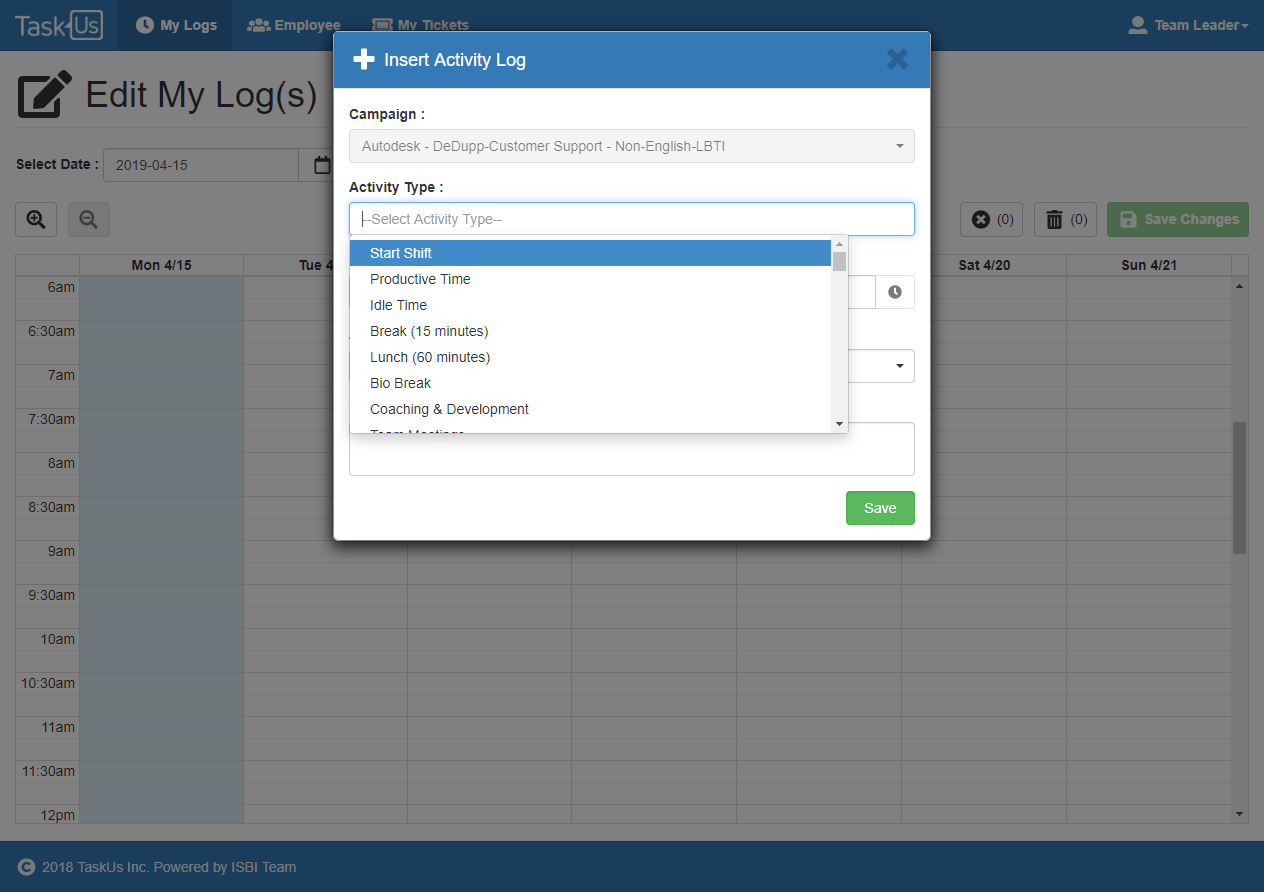 TaskUs My Logs Employee My Tickets Team Leader
Insert Activity Log
Edit My Log(s)
Campaign :
Autodesk - DeDupp-Customer Support - Non-English-LBTI
Select Date : 2019-04-15
Activity Type :
--Select Activity Type--
(0) (0) Save Changes
Start Shift
Productive Time
Idle Time
Break (15 minutes)
Lunch (60 minutes)
Bio Break
Coaching & Development
Team Meetings
Save
Mon 4/15 Tue 4 Sat 4/20 Sun 4/21
6am
6:30am
7am
7:30am
8am
8:30am
9am
9:30am
10am
10:30am
11am
11:30am
12pm
2018 TaskUs Inc. Powered by ISBI Team